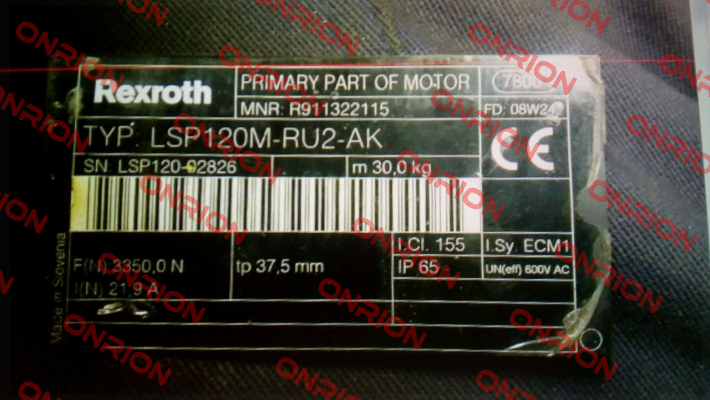 Rexroth
PRIMARY PART OF MOTOR
MNR: R911322115
FD: 08W24
TYP: LSP120M-RU2-AK
CE
SN: LSP120-02826
m 30,0 kg
I.Cl. 155
I.Sy. ECM1
F(N) 3350,0 N
tp 37,5 mm
IP 65
UN(eff) 600V AC
I(N) 21,9 A
Made in Slovenia
ONRION